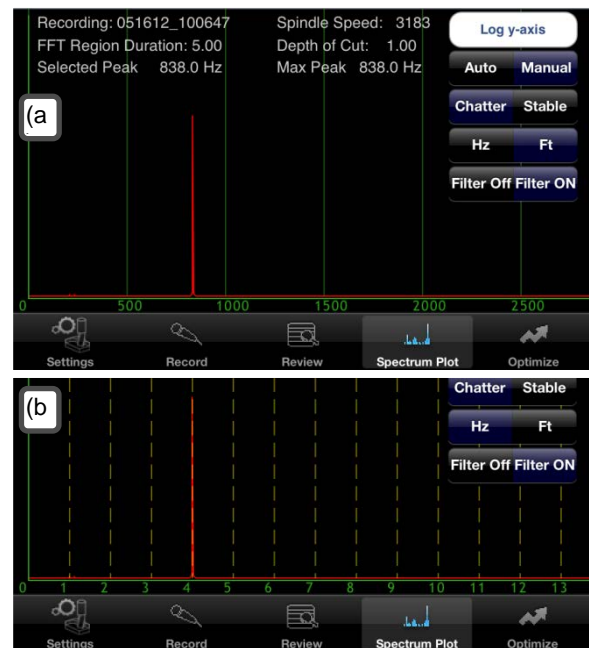 Recording: 051612_100647 Spindle Speed: 3183 Log y-axis
FFT Region Duration: 5.00 Depth of Cut: 1.00
Selected Peak 838.0 Hz Max Peak 838.0 Hz Auto Manual
(a
Chatter Stable
Hz Ft
Filter Off Filter ON
0 500 1000 1500 2000 2500
Settings Record Review Spectrum Plot Optimize
(b
Chatter Stable
Hz Ft
Filter Off Filter ON
0 1 2 3 4 5 6 7 8 9 10 11 12 13
Settings Record Review Spectrum Plot Optimize